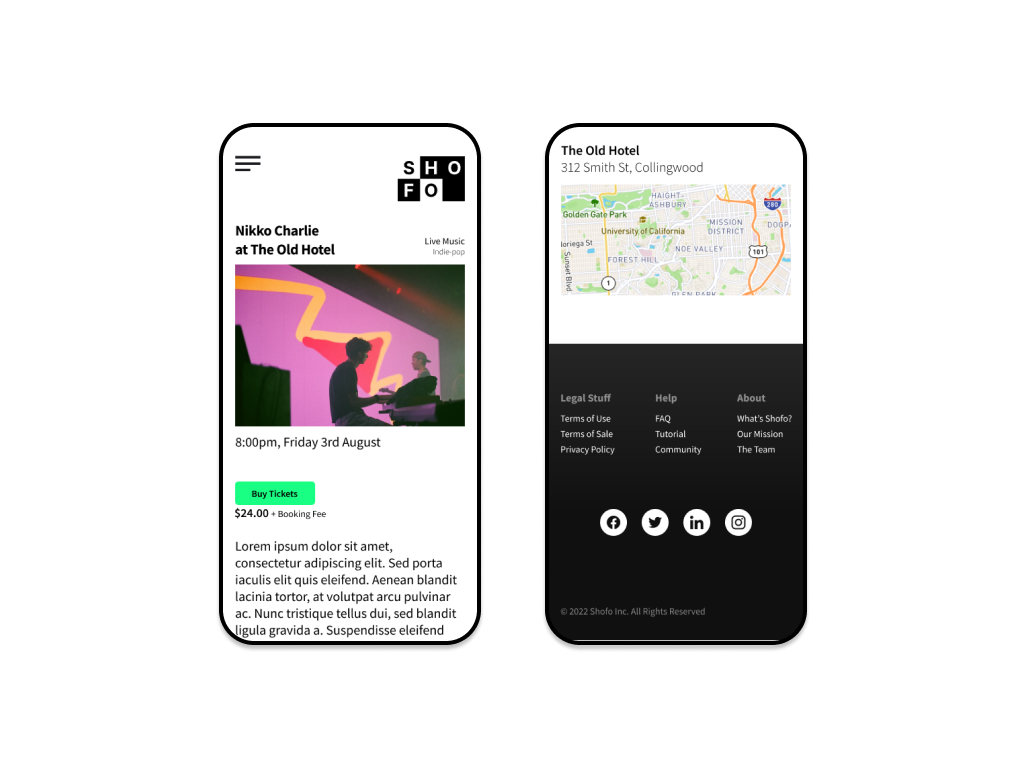 SHO
FO
Nikko Charlie
at The Old Hotel
Live Music
Indie-pop
8:00pm, Friday 3rd August
Buy Tickets
$24.00 + Booking Fee
Lorem ipsum dolor sit amet,
consectetur adipiscing elit. Sed porta
iaculis elit quis eleifend. Aenean blandit
lacinia tortor, at volutpat arcu pulvinar
ac. Nunc tristique tellus dui, sed blandit
ligula gravida a. Suspendisse eleifend
The Old Hotel
312 Smith St, Collingwood
HAIGHT-
ASHBURY
280
Golden Gate Park
MISSION
DISTRICT
DOGP
University of California
loriega St
NOE VALLEY
101
FOREST HILL
Sunset Blvd
1
GLEN PARK
Legal Stuff
Terms of Use
Terms of Sale
Privacy Policy
Help
FAQ
Tutorial
Community
About
What's Shofo?
Our Mission
The Team
© 2022 Shofo Inc. All Rights Reserved